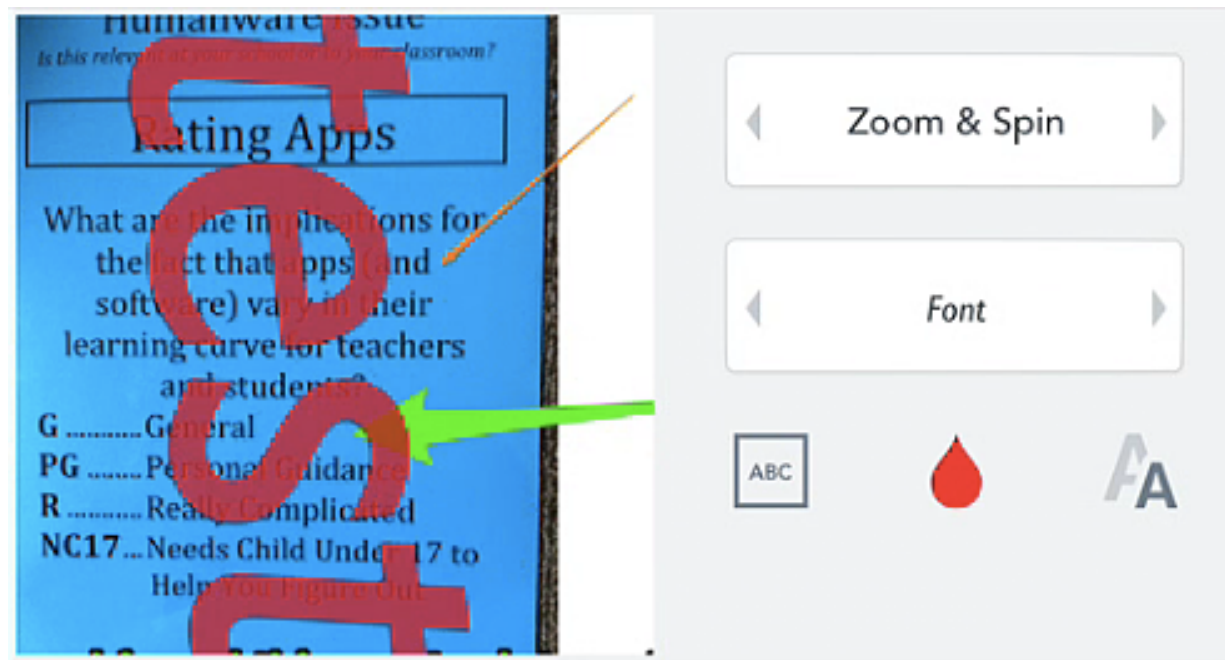 Humanware Issue
Is this relevant at your school or in your classroom?
Rating Apps
What are the implications for
the fact that apps (and
software) vary in their
learning curve for teachers
and students?
G ...........General
PG ........Personal Guidance
R ...........Really Complicated
NC17...Needs Child Under 17 to
Help You Figure Out
test
Zoom & Spin
Font
ABC
A A